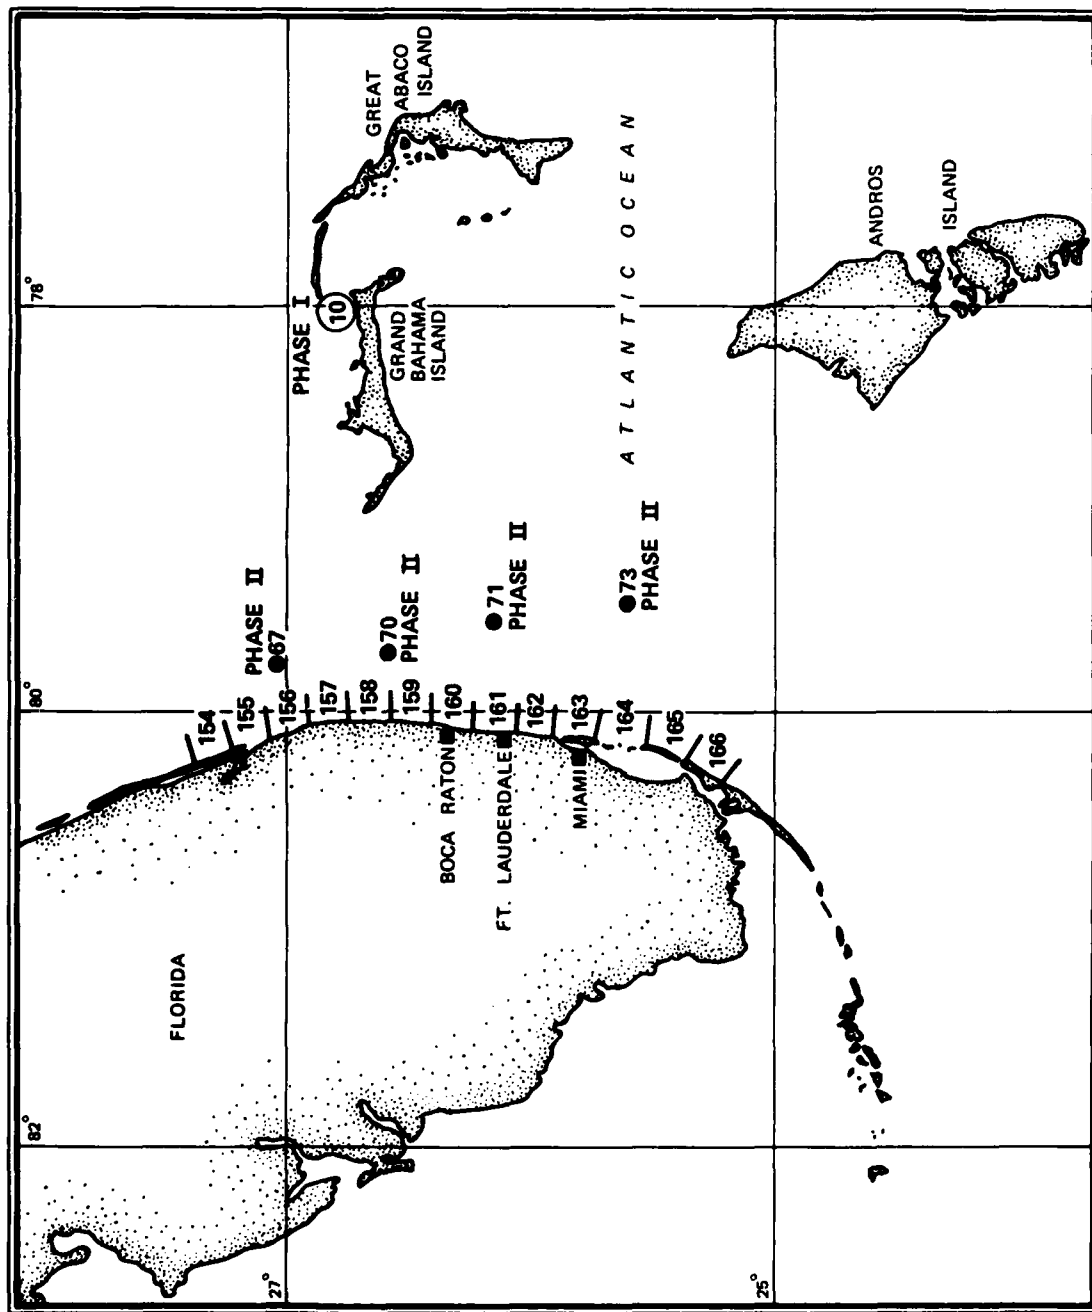 78°
80°
82°
27°
25°
GREAT
ABACO
ISLAND
PHASE I
10
GRAND
BAHAMA
ISLAND
ATLANTIC OCEAN
ANDROS
ISLAND
PHASE II
67
70
PHASE II
71
PHASE II
73
PHASE II
154
155
156
157
158
159
160
161
162
163
164
165
166
BOCA RATON
FT. LAUDERDALE
MIAMI
FLORIDA